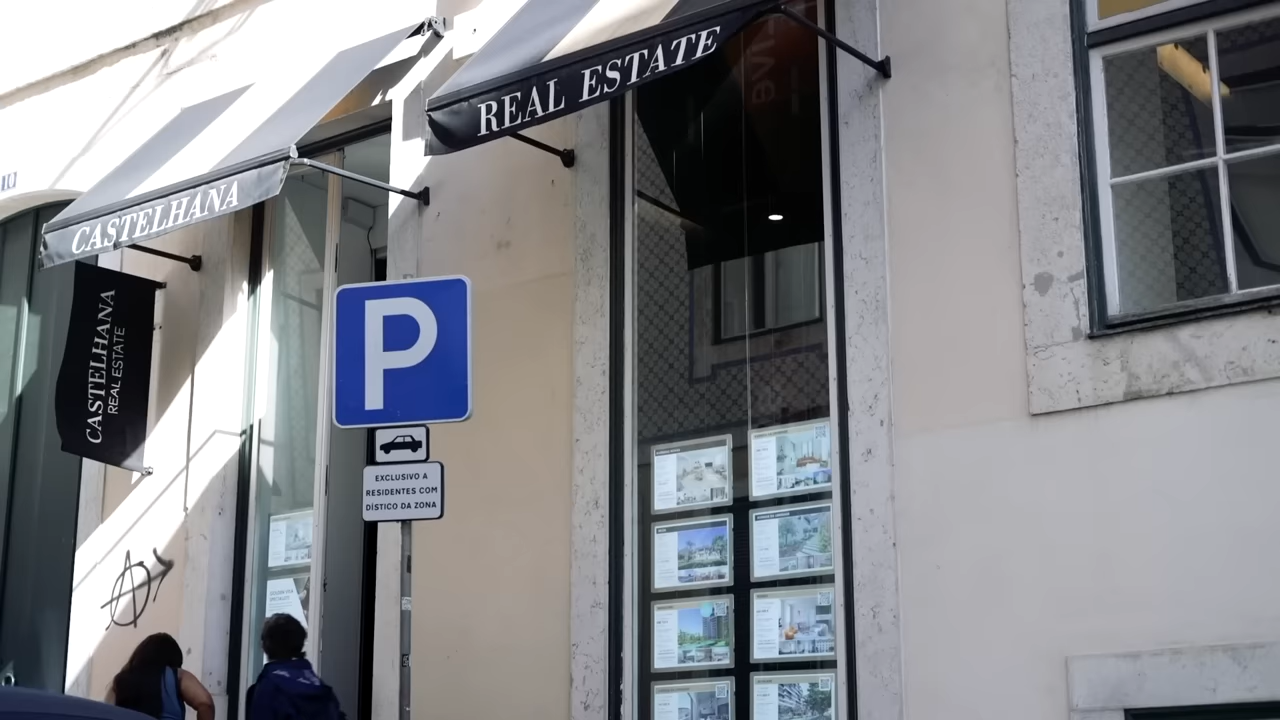 REAL ESTATE
CASTELHANA
CASTELHANA
REAL ESTATE
P
EXCLUSIVO A
RESIDENTES COM
DÍSTICO DA ZONA